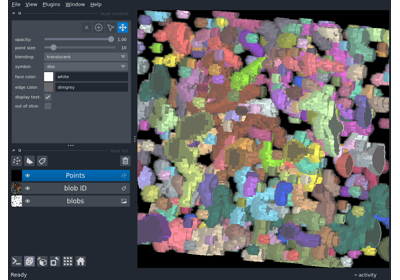 File View Plugins Window Help
opacity: 1.00
point size: 10
blending: translucent
symbol: disc
face color: white
edge color: dimgrey
display text:
out of slice:
Points
blob ID
blobs
Ready
activity